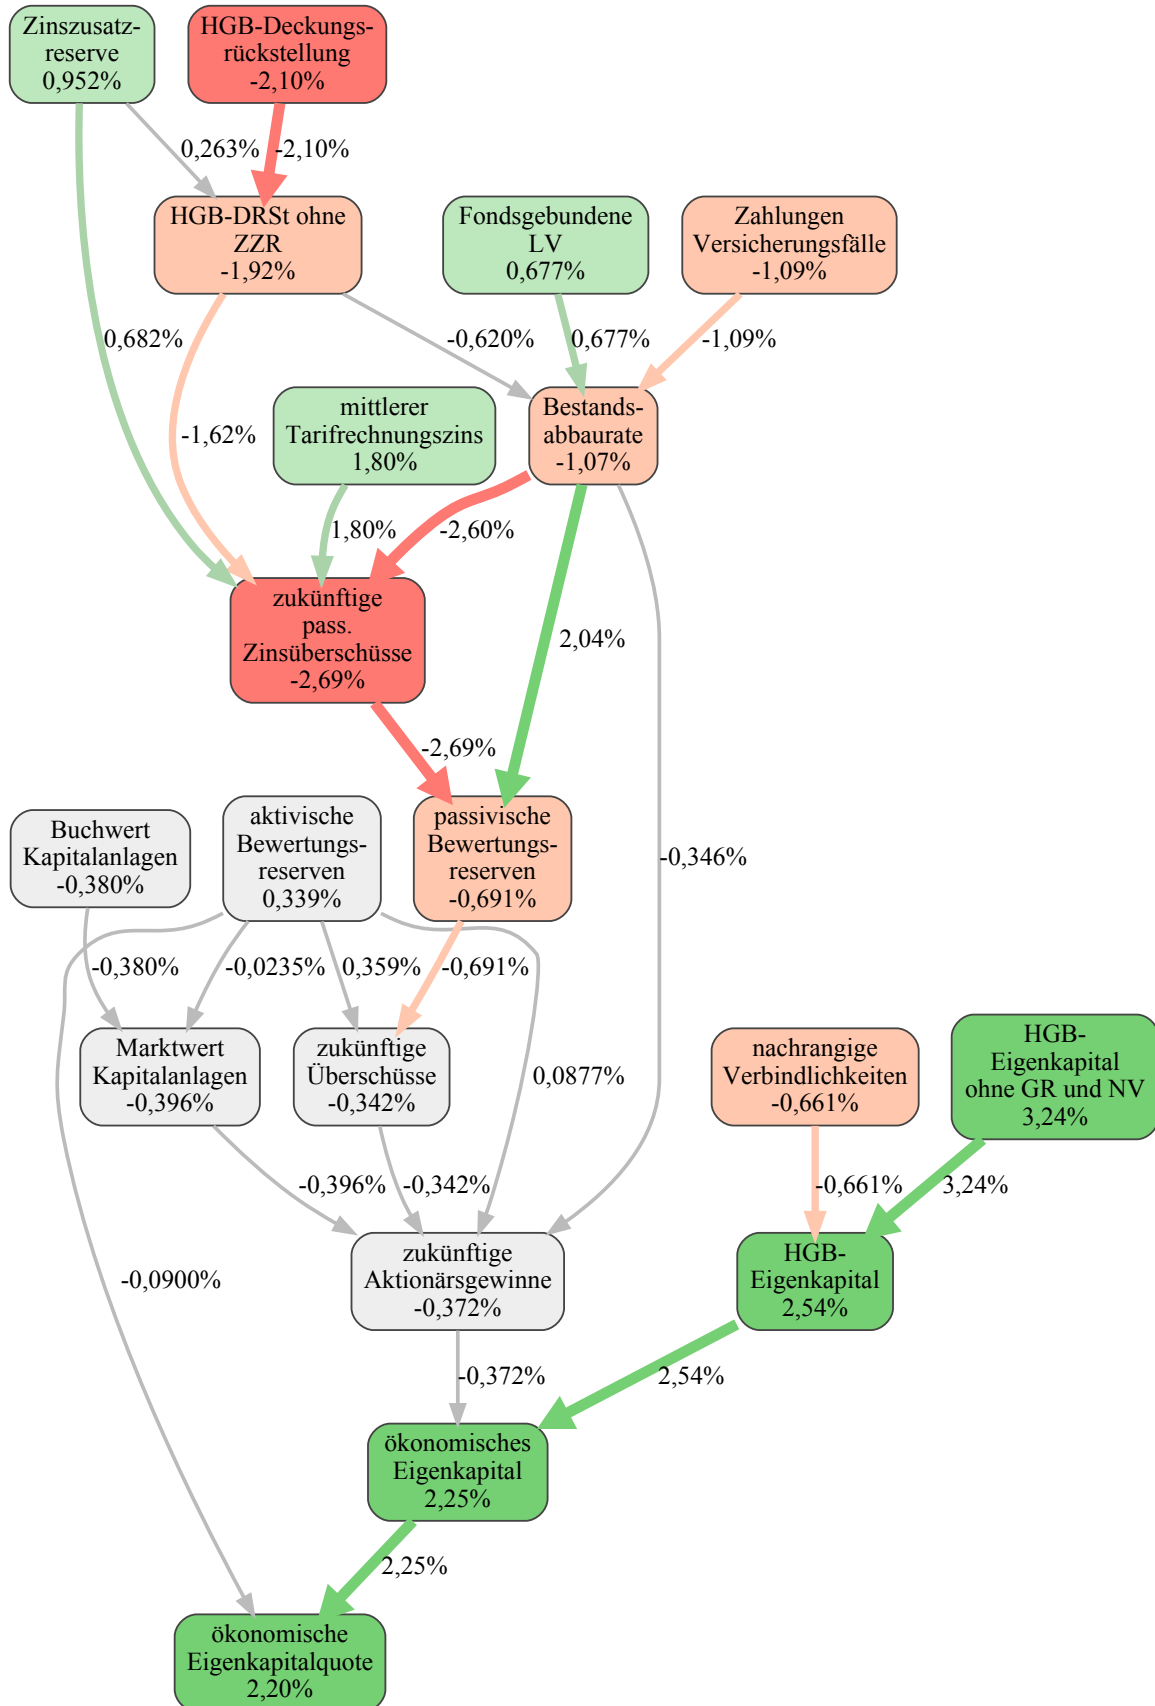 Zinszusatz-
reserve
0,952%
HGB-Deckungs-
rückstellung
-2,10%
0,263%
-2,10%
HGB-DRSt ohne
ZZR
-1,92%
Fondsgebundene
LV
0,677%
Zahlungen
Versicherungsfälle
-1,09%
0,682%
-0,620%
0,677%
-1,09%
mittlerer
Tarifrechnungszins
1,80%
Bestands-
abbaurate
-1,07%
-1,62%
1,80%
-2,60%
zukünftige
pass.
Zinsüberschüsse
-2,69%
2,04%
-2,69%
Buchwert
Kapitalanlagen
-0,380%
aktivische
Bewertungs-
reserven
0,339%
passivische
Bewertungs-
reserven
-0,691%
-0,346%
-0,380%
-0,0235%
0,359%
-0,691%
Marktwert
Kapitalanlagen
-0,396%
zukünftige
Überschüsse
-0,342%
0,0877%
nachrangige
Verbindlichkeiten
-0,661%
HGB-
Eigenkapital
ohne GR und NV
3,24%
-0,396%
-0,342%
-0,661%
3,24%
-0,0900%
zukünftige
Aktionärsgewinne
-0,372%
HGB-
Eigenkapital
2,54%
-0,372%
2,54%
ökonomisches
Eigenkapital
2,25%
2,25%
ökonomische
Eigenkapitalquote
2,20%